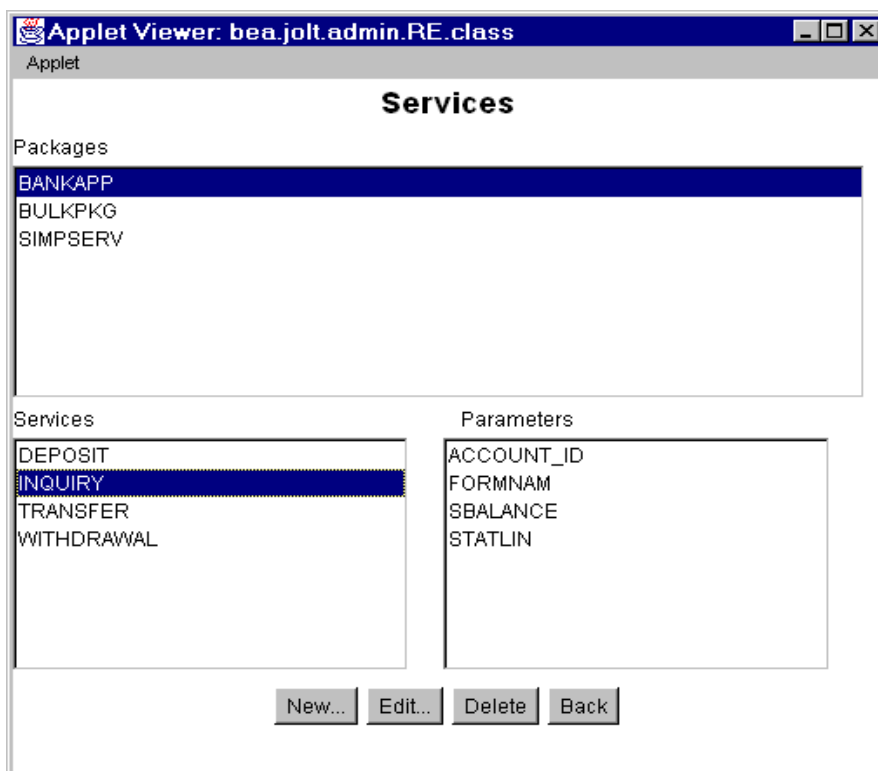 Applet Viewer: bea.jolt.admin.RE.class
Applet
Services
Packages
BANKAPP
BULKPKG
SIMPSERV
Services
DEPOSIT
INQUIRY
TRANSFER
WITHDRAWAL
Parameters
ACCOUNT_ID
FORMNAM
SBALANCE
STATLIN
New... Edit... Delete Back